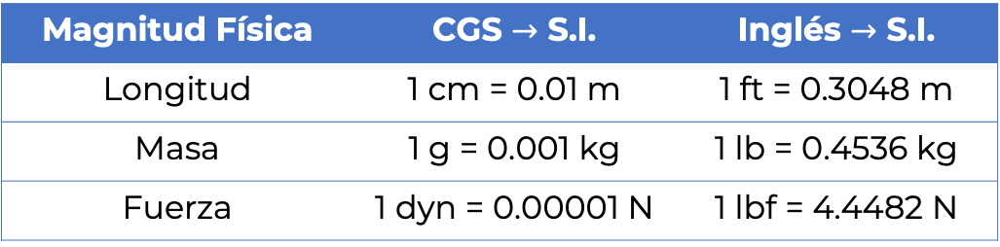 Magnitud Física CGS → S.I. Inglés → S.I.
Longitud 1 cm = 0.01 m 1 ft = 0.3048 m
Masa 1 g = 0.001 kg 1 lb = 0.4536 kg
Fuerza 1 dyn = 0.00001 N 1 lbf = 4.4482 N